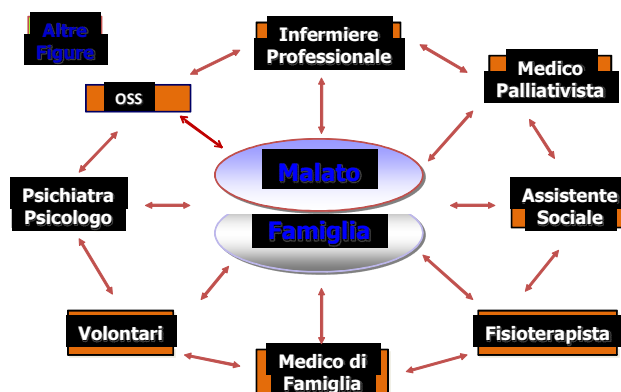 Altre
Figure
Infermiere
Professionale
Medico
Palliativista
OSS
Malato
Psichiatra
Psicologo
Assistente
Sociale
Famiglia
Volontari
Fisioterapista
Medico di
Famiglia